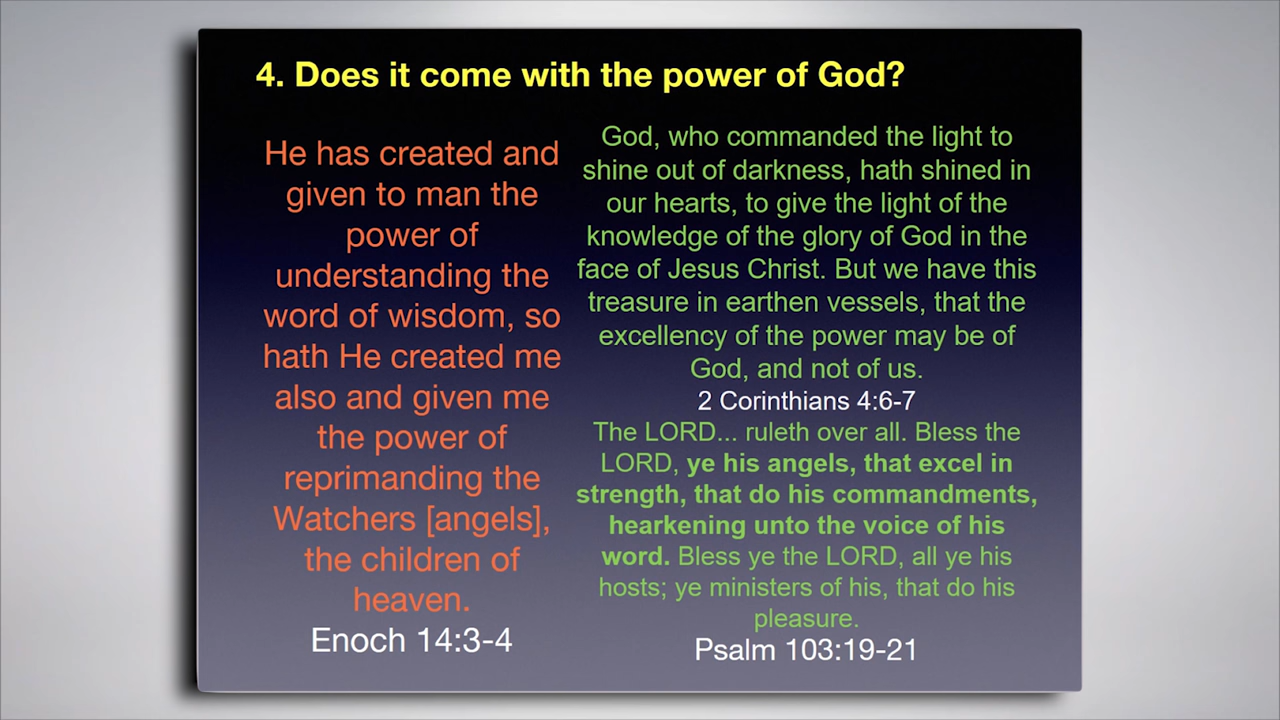 4. Does it come with the power of God?
He has created and
given to man the
power of
understanding the
word of wisdom, so
hath He created me
also and given me
the power of
reprimanding the
Watchers [angels],
the children of
heaven.
Enoch 14:3-4
God, who commanded the light to
shine out of darkness, hath shined in
our hearts, to give the light of the
knowledge of the glory of God in the
face of Jesus Christ. But we have this
treasure in earthen vessels, that the
excellency of the power may be of
God, and not of us.
2 Corinthians 4:6-7
The LORD... ruleth over all. Bless the
LORD, ye his angels, that excel in
strength, that do his commandments,
hearkening unto the voice of his
word. Bless ye the LORD, all ye his
hosts; ye ministers of his, that do his
pleasure.
Psalm 103:19-21